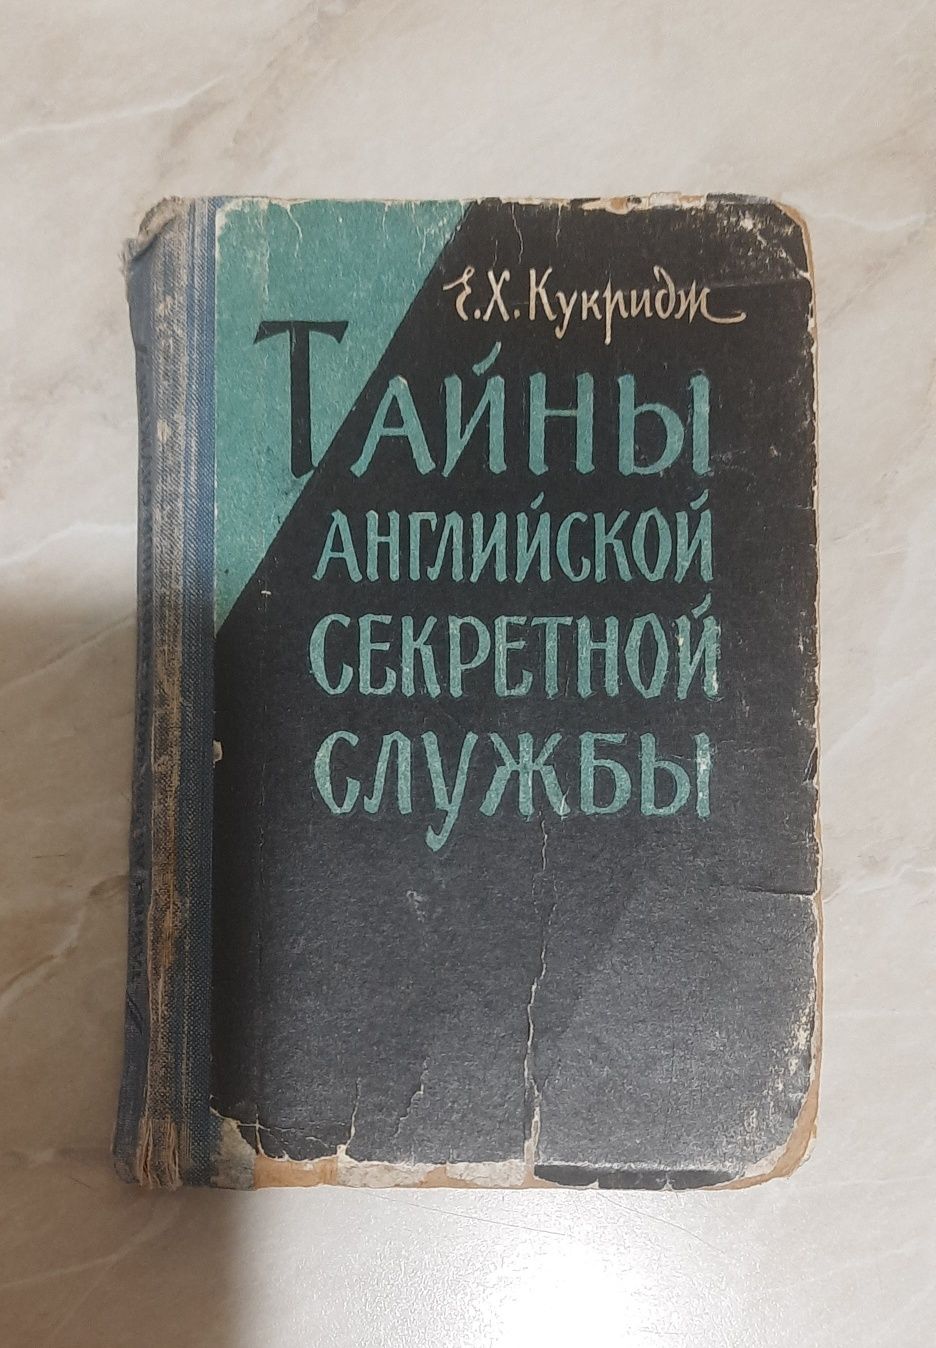 Е.Х. Кукридж
ТАЙНЫ
АНГЛИЙСКОЙ
СЕКРЕТНОЙ
СЛУЖБЫ